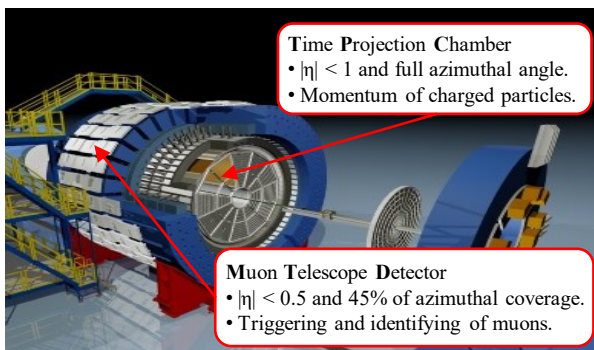 Time Projection Chamber
• |η| < 1 and full azimuthal angle.
• Momentum of charged particles.
Muon Telescope Detector
• |η| < 0.5 and 45% of azimuthal coverage.
• Triggering and identifying of muons.